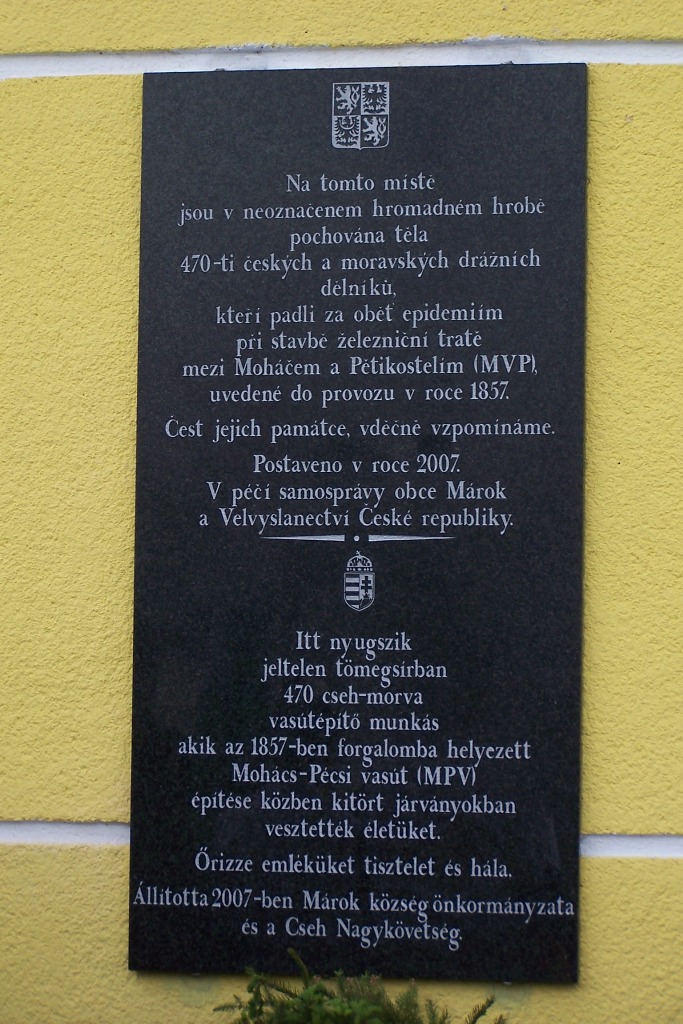 Na tomto místě
jsou v neoznačenem hromadném hrobě
pochována těla
470-ti českých a moravských drážních
dělníků,
kteří padli za oběť epidemiím
při stavbě železniční tratě
mezi Moháčem a Pětikostelím (MVP),
uvedené do provozu v roce 1857.
Čest jejich památce, vděčně vzpomínáme.
Postaveno v roce 2007.
V péčí samosprávy obce Márok
a Velvyslanectví České republiky.
Itt nyugszik
jeltelen tömegsírban
470 cseh-morva
vasútépítő munkás
akik az 1857-ben forgalomba helyezett
Mohács-Pécsi vasút (MPV)
építése közben kitört járványokban
vesztették életüket.
Őrizze emléküket tisztelet és hála.
Állította 2007-ben Márok község önkormányzata
és a Cseh Nagykövetség.